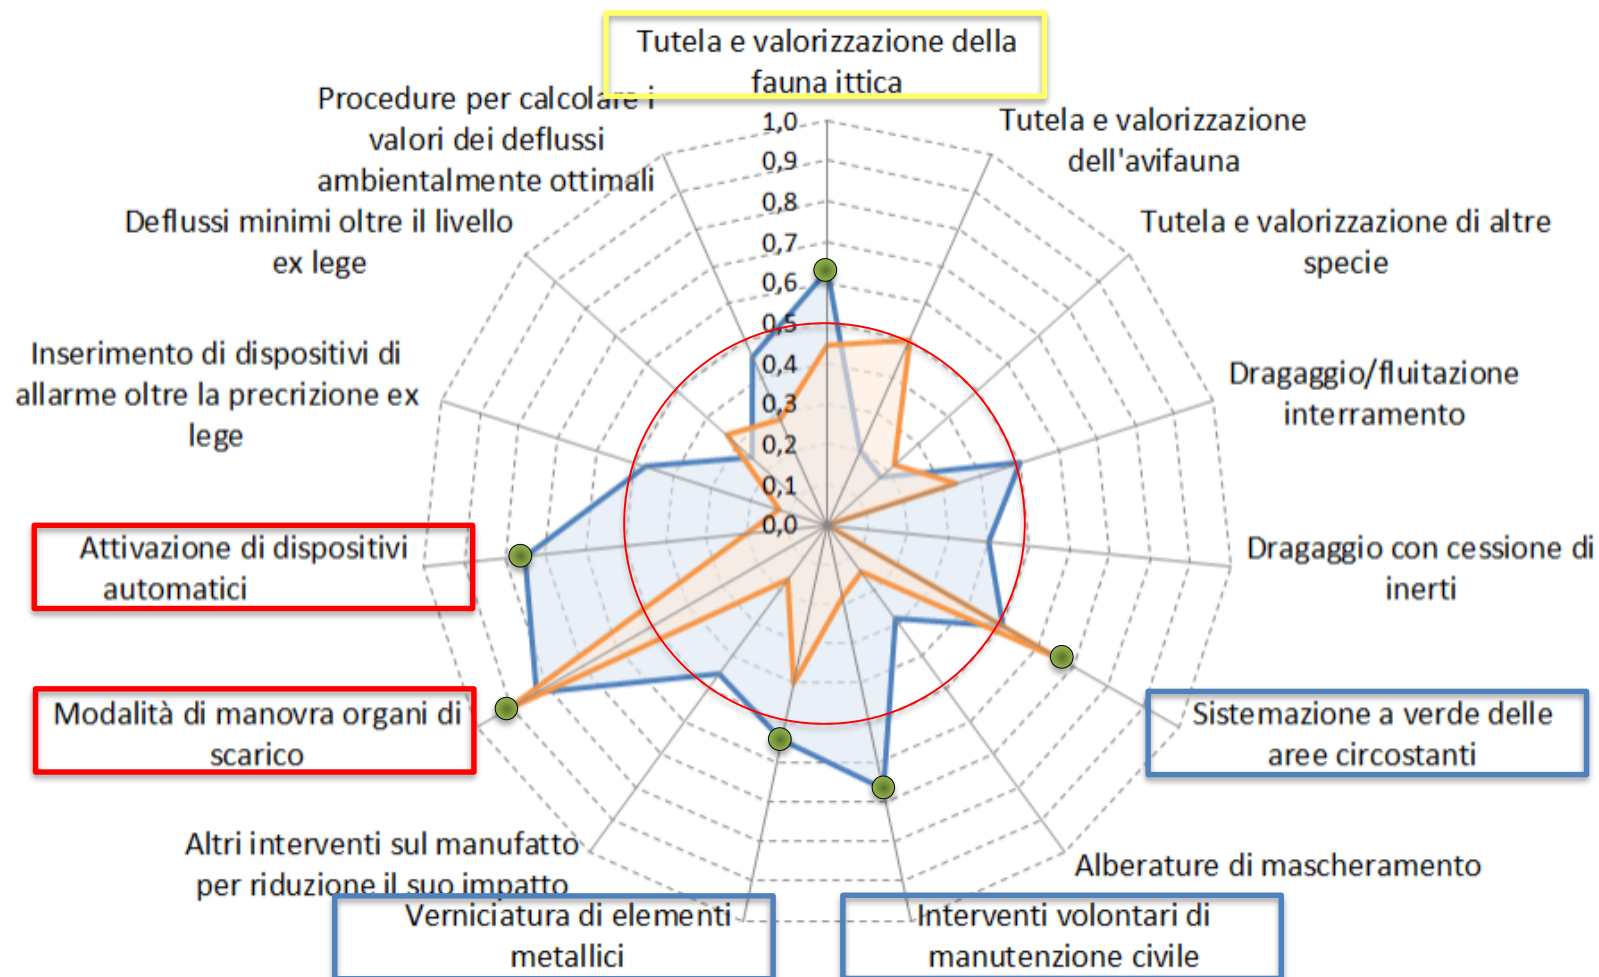 Tutela e valorizzazione della
fauna ittica
Procedure per calcolare i
valori dei deflussi
ambientalmente ottimali
Tutela e valorizzazione
dell'avifauna
Deflussi minimi oltre il livello
ex lege
Tutela e valorizzazione di altre
specie
Inserimento di dispositivi di
allarme oltre la precrizione ex
lege
Dragaggio/fluitazione
interramento
Attivazione di dispositivi
automatici
Dragaggio con cessione di
inerti
Modalità di manovra organi di
scarico
Sistemazione a verde delle
aree circostanti
Altri interventi sul manufatto
per riduzione il suo impatto
Alberature di mascheramento
Verniciatura di elementi
metallici
Interventi volontari di
manutenzione civile
1,0
0,9
0,8
0,7
0,6
0,5
0,4
0,3
0,2
0,1
0,0